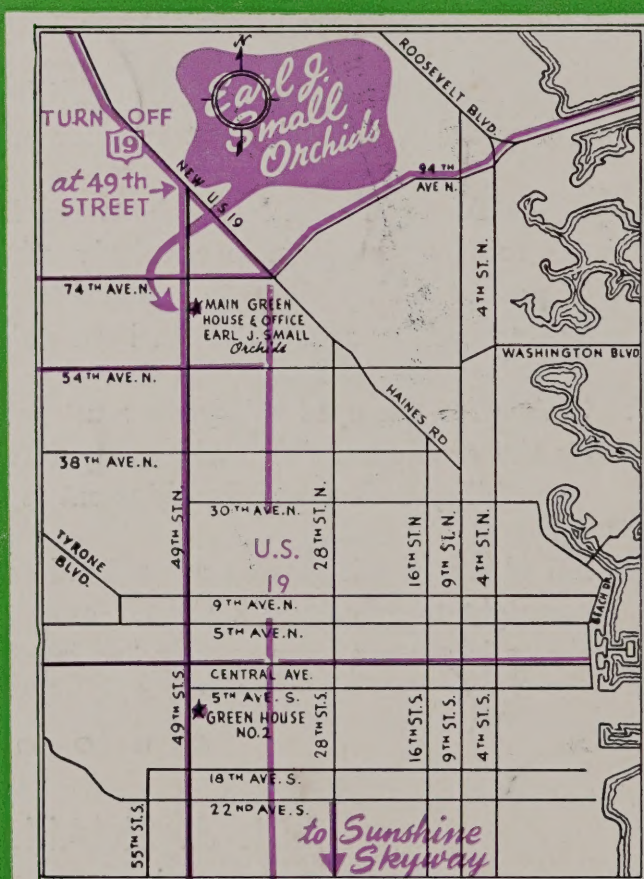 N
Earl J.
Small
Orchids
ROOSEVELT BLVD.
TURN OFF
19
at 49th
STREET
NEW U.S 19
94TH
AVE N.
4TH ST. N.
74TH AVE.N.
MAIN GREEN
HOUSE & OFFICE
EARL J. SMALL
Orchids
WASHINGTON BLVD
54TH AVE. N.
HAINES RD
38TH AVE.N.
49TH ST.N.
30TH AVE.N.
28TH ST. N.
16TH ST.N
9TH ST.N.
4TH ST.N.
TYRONE
BLVD.
U.S.
19
BEACH DR.
9TH AVE.N.
5TH AVE.N.
CENTRAL AVE.
5TH AVE. S.
49TH ST.S
GREEN HOUSE
NO.2
28TH ST.S
16TH ST.S.
9TH ST.S.
4TH ST.S.
18TH AVE.S.
22ND AVE.S.
55TH ST.S.
to Sunshine
Skyway